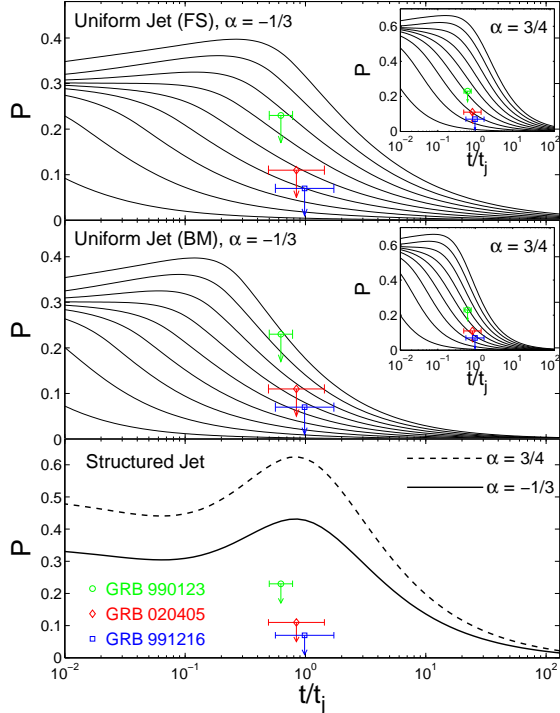 Uniform Jet (FS), α = −1/3
α = 3/4
P
0.4
0.3
0.2
0.1
0
P
0.6
0.4
0.2
0
10^-2 10^-1 10^0 10^1 10^2
t/t_j
Uniform Jet (BM), α = −1/3
α = 3/4
P
0.4
0.3
0.2
0.1
0
P
0.6
0.4
0.2
0
10^-2 10^-1 10^0 10^1 10^2
t/t_j
Structured Jet
α = 3/4
α = −1/3
P
0.6
0.5
0.4
0.3
0.2
0.1
0
GRB 990123
GRB 020405
GRB 991216
10^-2 10^-1 10^0 10^1 10^2
t/t_j